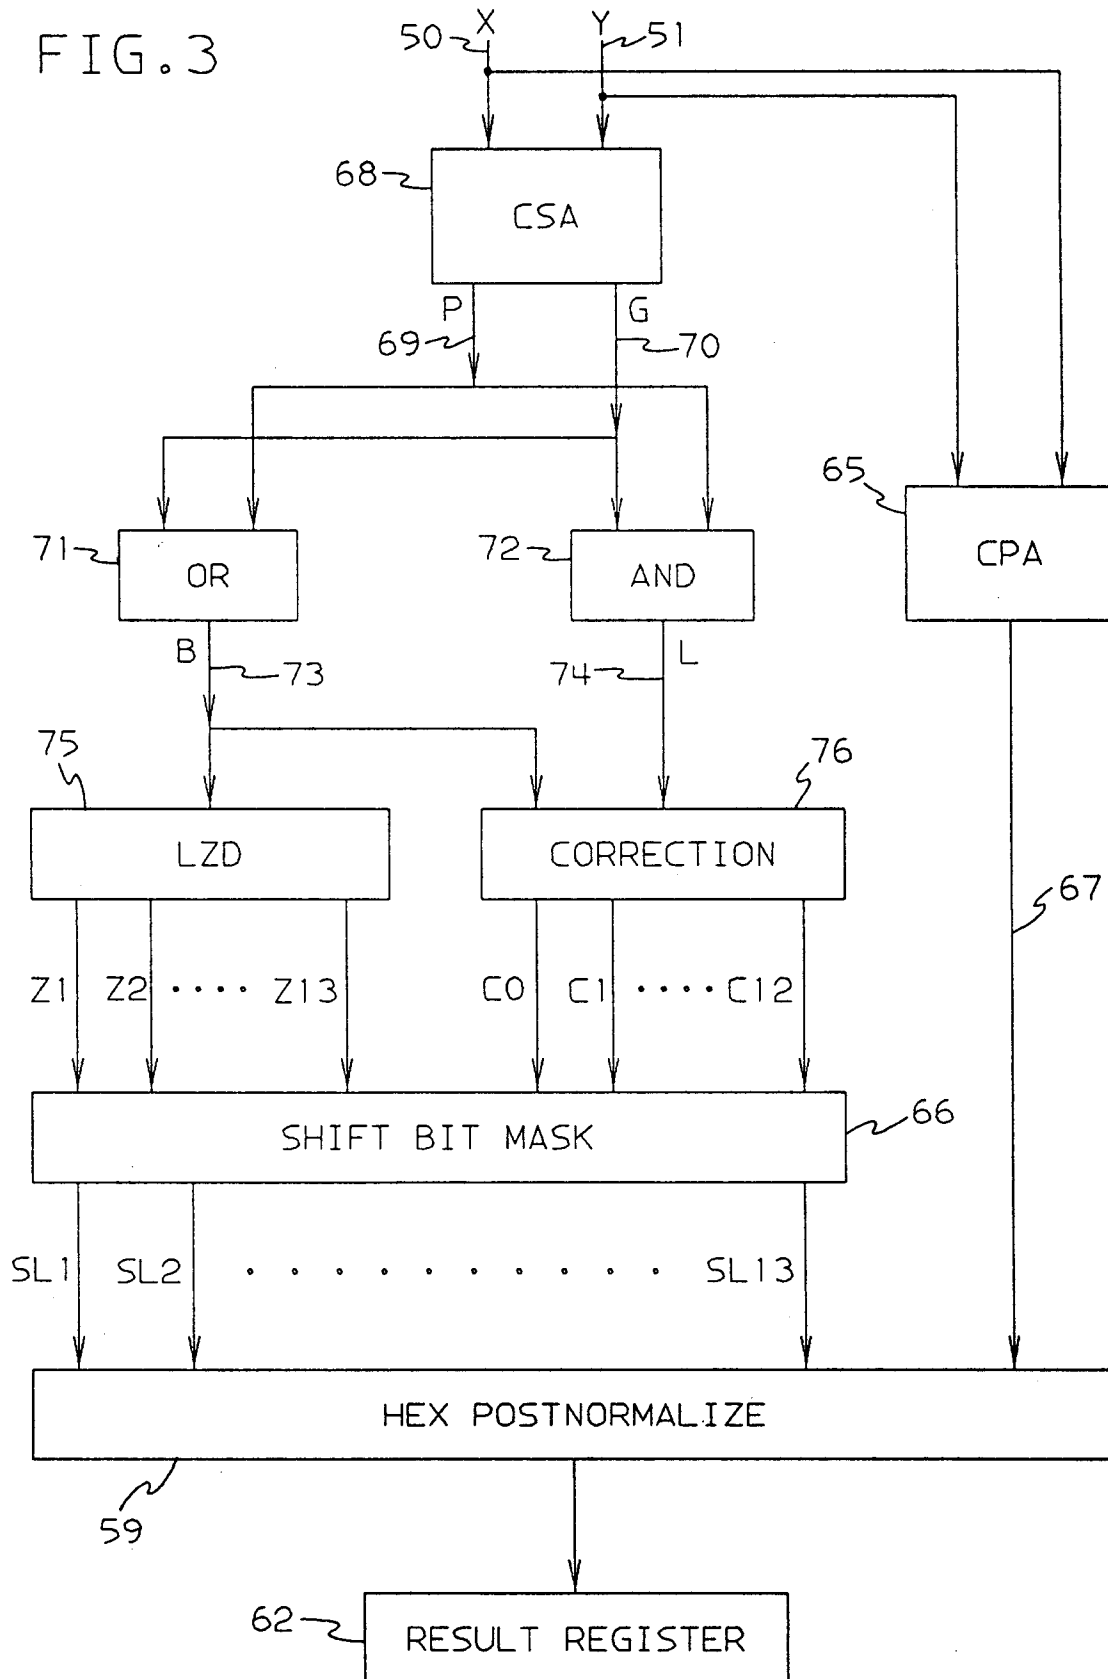 FIG.3
50 X Y 51
68 CSA
P G
69 70
65 CPA
71 OR 72 AND
B 73 74 L
75 76
LZD CORRECTION
67
Z1 Z2 .... Z13 C0 C1 .... C12
SHIFT BIT MASK 66
SL1 SL2 . . . . . . . . . . SL13
HEX POSTNORMALIZE
59
62 RESULT REGISTER